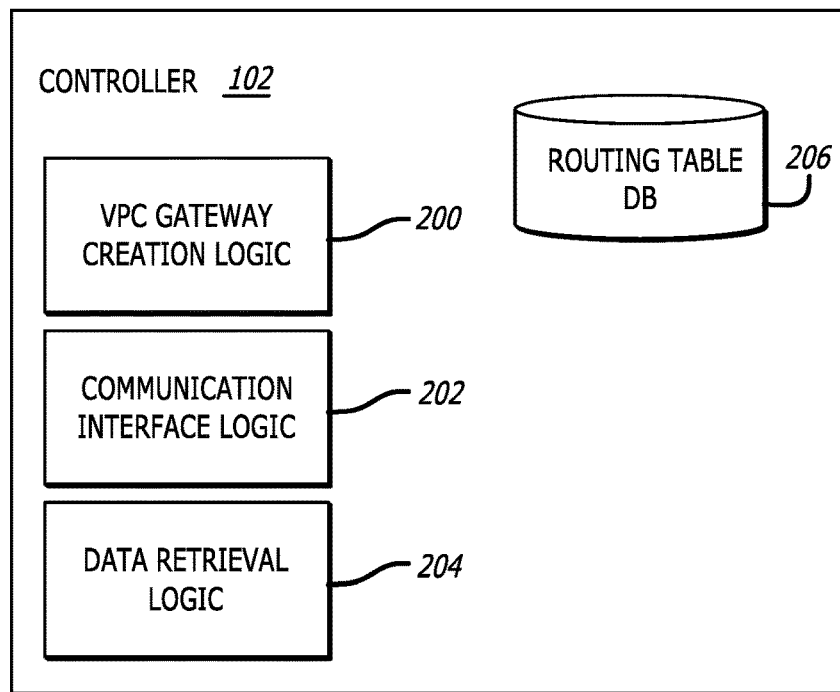 CONTROLLER 102
ROUTING TABLE
DB
206
VPC GATEWAY
CREATION LOGIC
200
COMMUNICATION
INTERFACE LOGIC
202
DATA RETRIEVAL
LOGIC
204